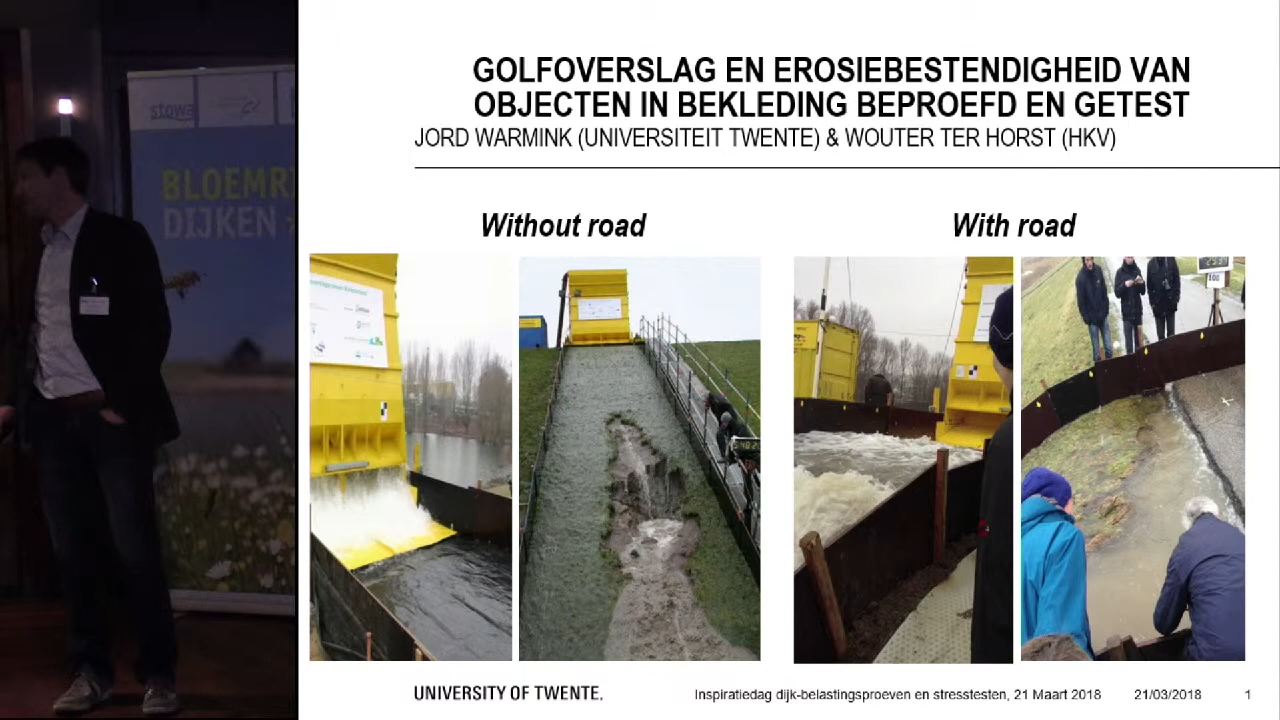 GOLFOVERSLAG EN EROSIEBESTENDIGHEID VAN
OBJECTEN IN BEKLEDING BEPROEFD EN GETEST
JORD WARMINK (UNIVERSITEIT TWENTE) & WOUTER TER HORST (HKV)
Without road
With road
stowa
BLOEMRI
DIJKEN
UNIVERSITY OF TWENTE.
Inspiratiedag dijk-belastingsproeven en stresstesten, 21 Maart 2018
21/03/2018
1